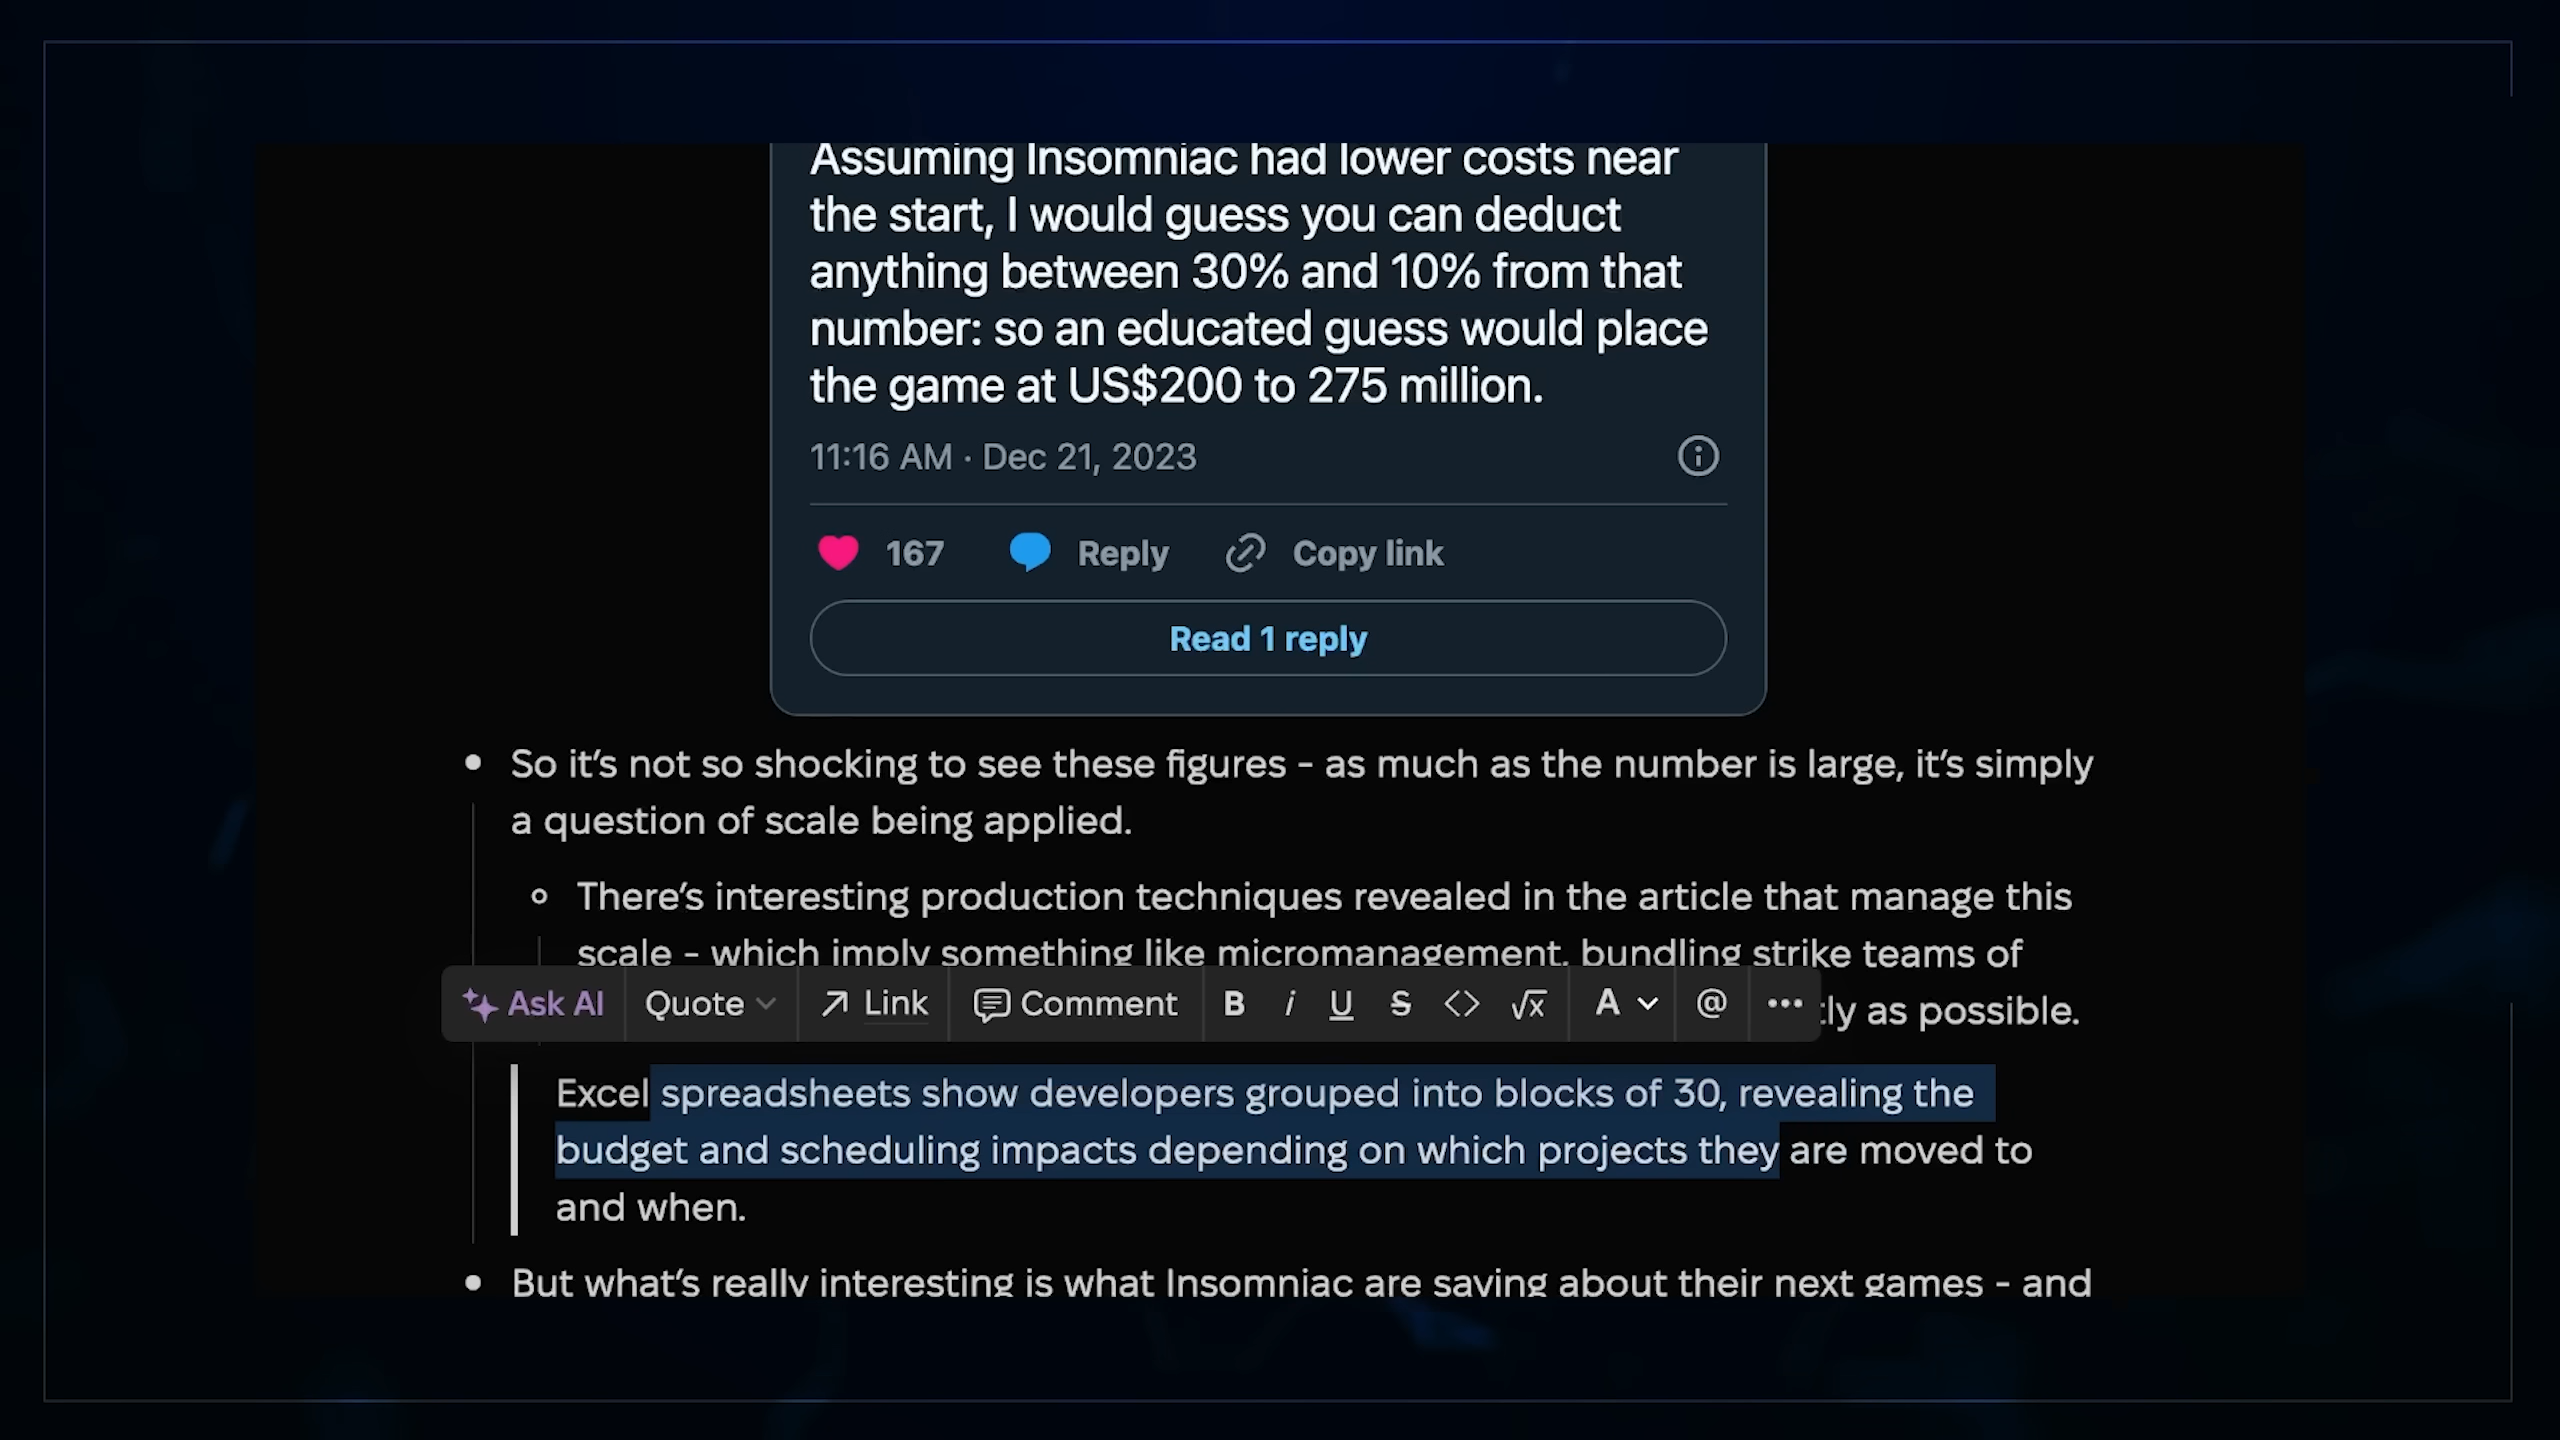 Assuming Insomniac had lower costs near
the start, I would guess you can deduct
anything between 30% and 10% from that
number: so an educated guess would place
the game at US$200 to 275 million.
11:16 AM · Dec 21, 2023
167 Reply Copy link
Read 1 reply
• So it's not so shocking to see these figures - as much as the number is large, it's simply
a question of scale being applied.
◦ There's interesting production techniques revealed in the article that manage this
scale - which imply something like micromanagement, bundling strike teams of
tly as possible.
Ask AI Quote Link Comment B i U S <> √x A @ •••
Excel spreadsheets show developers grouped into blocks of 30, revealing the
budget and scheduling impacts depending on which projects they are moved to
and when.
• But what's really interesting is what Insomniac are saying about their next games - and